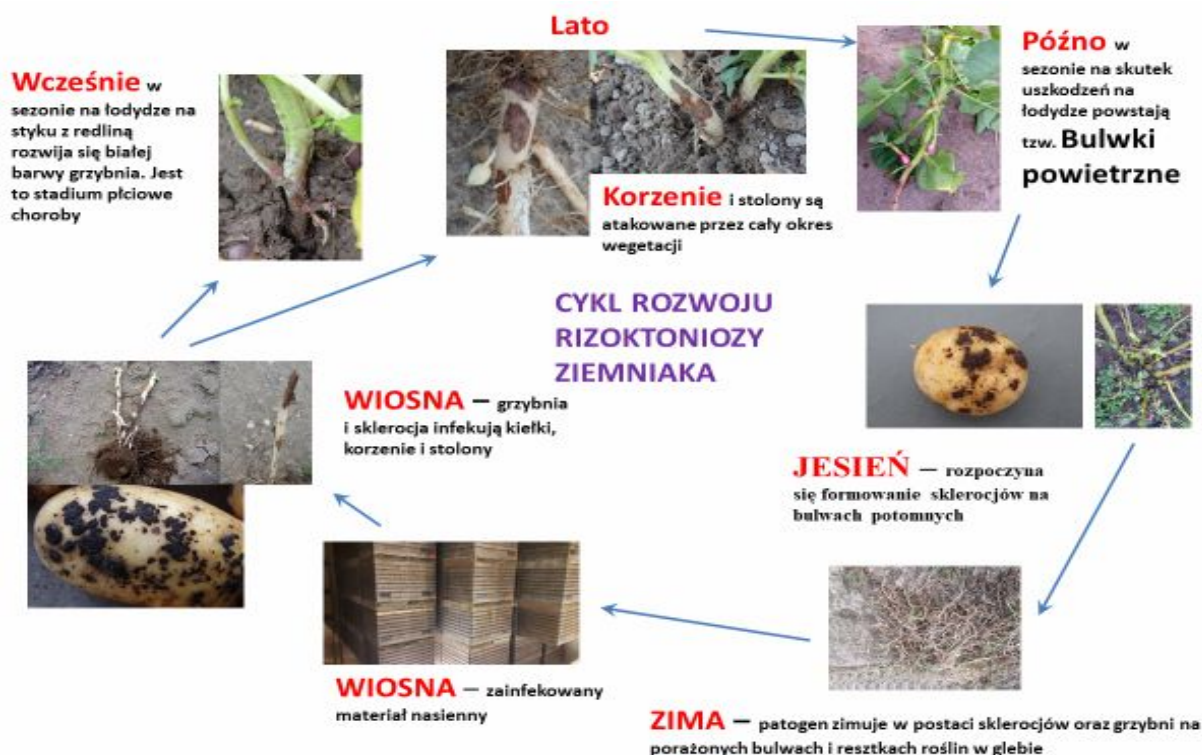 Lato
Wcześnie w
sezonie na łodydze na
styku z redliną
rozwija się białej
barwy grzybnia. Jest
to stadium płciowe
choroby
Korzenie i stolony są
atakowane przez cały okres
wegetacji
Późno w
sezonie na skutek
uszkodzeń na
łodydze powstają
tzw. Bulwki
powietrzne
CYKL ROZWOJU
RIZOKTONIOZY
ZIEMNIAKA
WIOSNA – grzybnia
i sklerocja infekują kiełki,
korzenie i stolony
JESIEŃ – rozpoczyna
się formowanie sklerocjów na
bulwach potomnych
WIOSNA – zainfekowany
materiał nasienny
ZIMA – patogen zimuje w postaci sklerocjów oraz grzybni na
porażonych bulwach i resztkach roślin w glebie